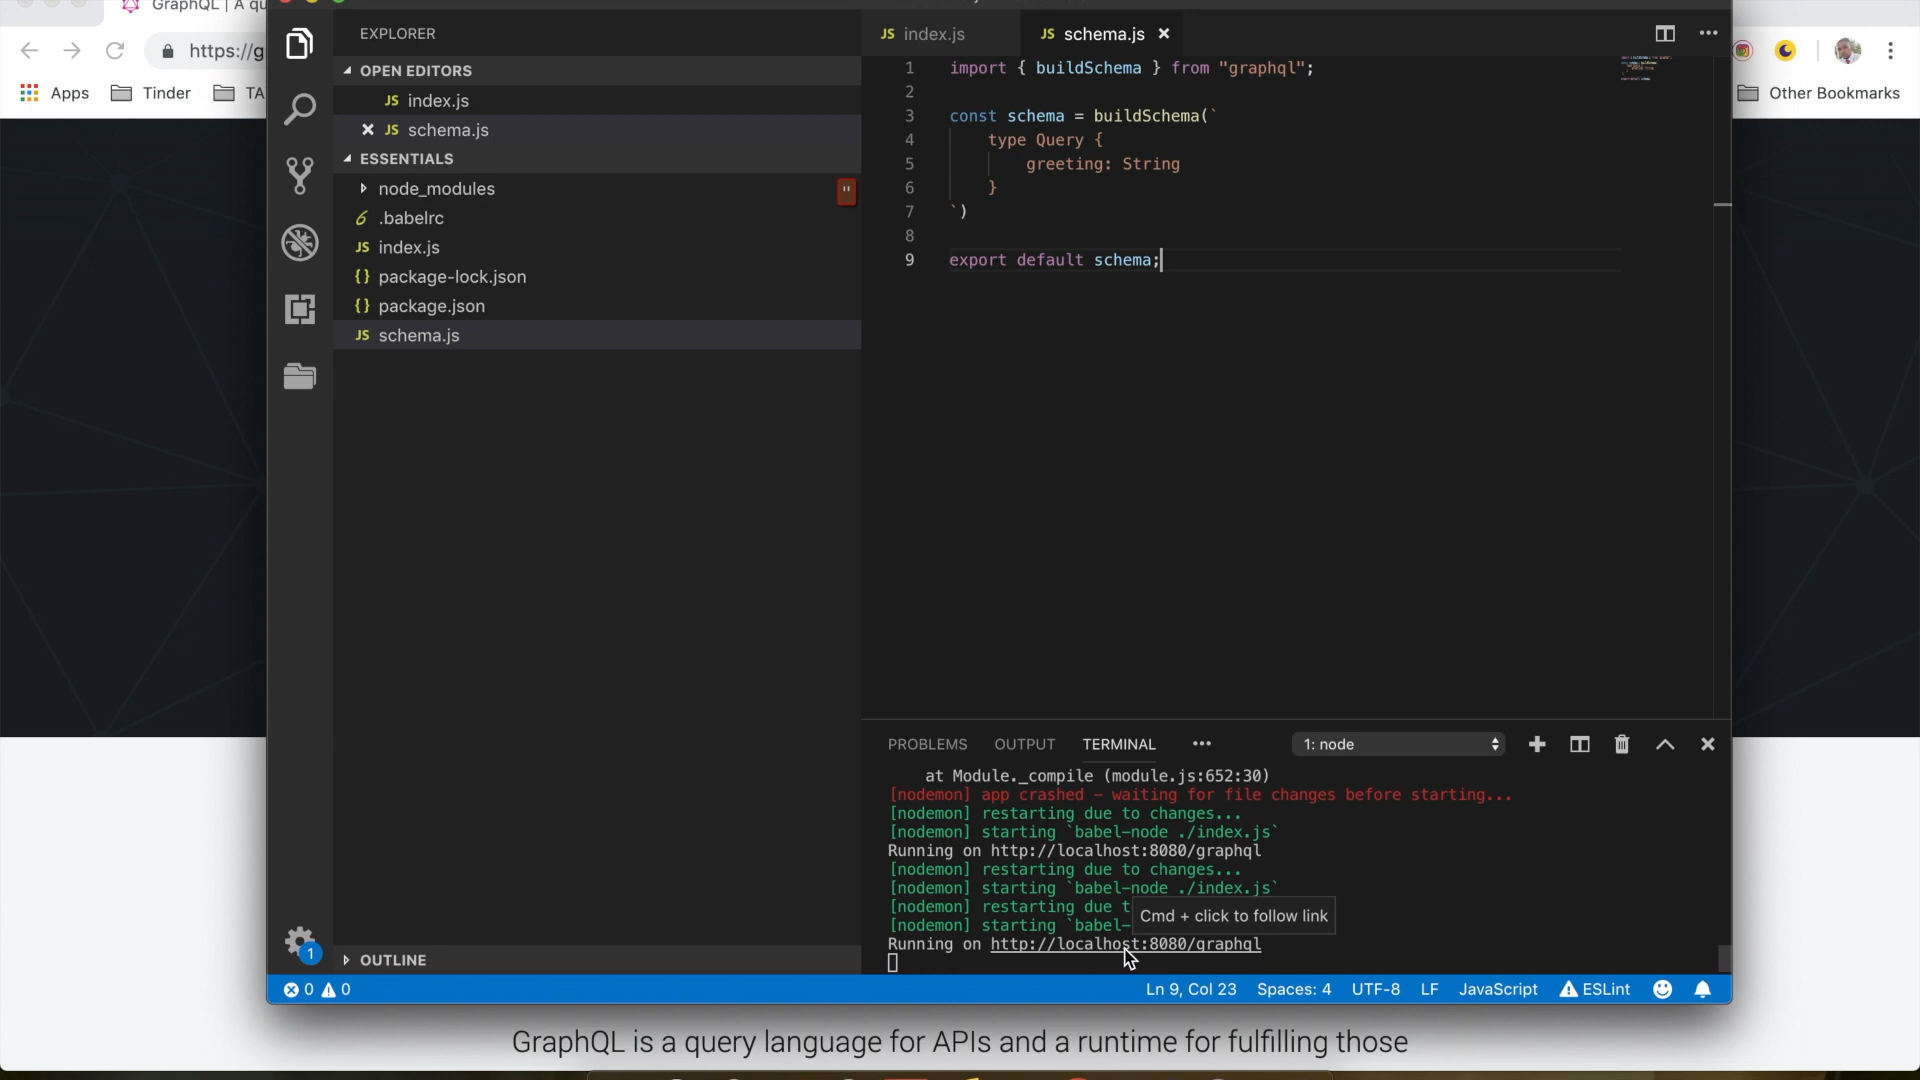 GraphQL | A qu
https://g
Apps
Tinder
TA
Other Bookmarks
EXPLORER
OPEN EDITORS
JS index.js
JS schema.js
ESSENTIALS
node_modules
.babelrc
JS index.js
{} package-lock.json
{} package.json
JS schema.js
OUTLINE
1
JS index.js
JS schema.js
1 import { buildSchema } from "graphql";
2
3 const schema = buildSchema(`
4 type Query {
5 greeting: String
6 }
7 `)
8
9 export default schema;
PROBLEMS OUTPUT TERMINAL ••• 1: node
at Module._compile (module.js:652:30)
[nodemon] app crashed - waiting for file changes before starting...
[nodemon] restarting due to changes...
[nodemon] starting `babel-node ./index.js`
Running on http://localhost:8080/graphql
[nodemon] restarting due to changes...
[nodemon] starting `babel-node ./index.js`
[nodemon] restarting due t
[nodemon] starting `babel-
Cmd + click to follow link
Running on http://localhost:8080/graphql
0 0 Ln 9, Col 23 Spaces: 4 UTF-8 LF JavaScript ESLint
GraphQL is a query language for APIs and a runtime for fulfilling those